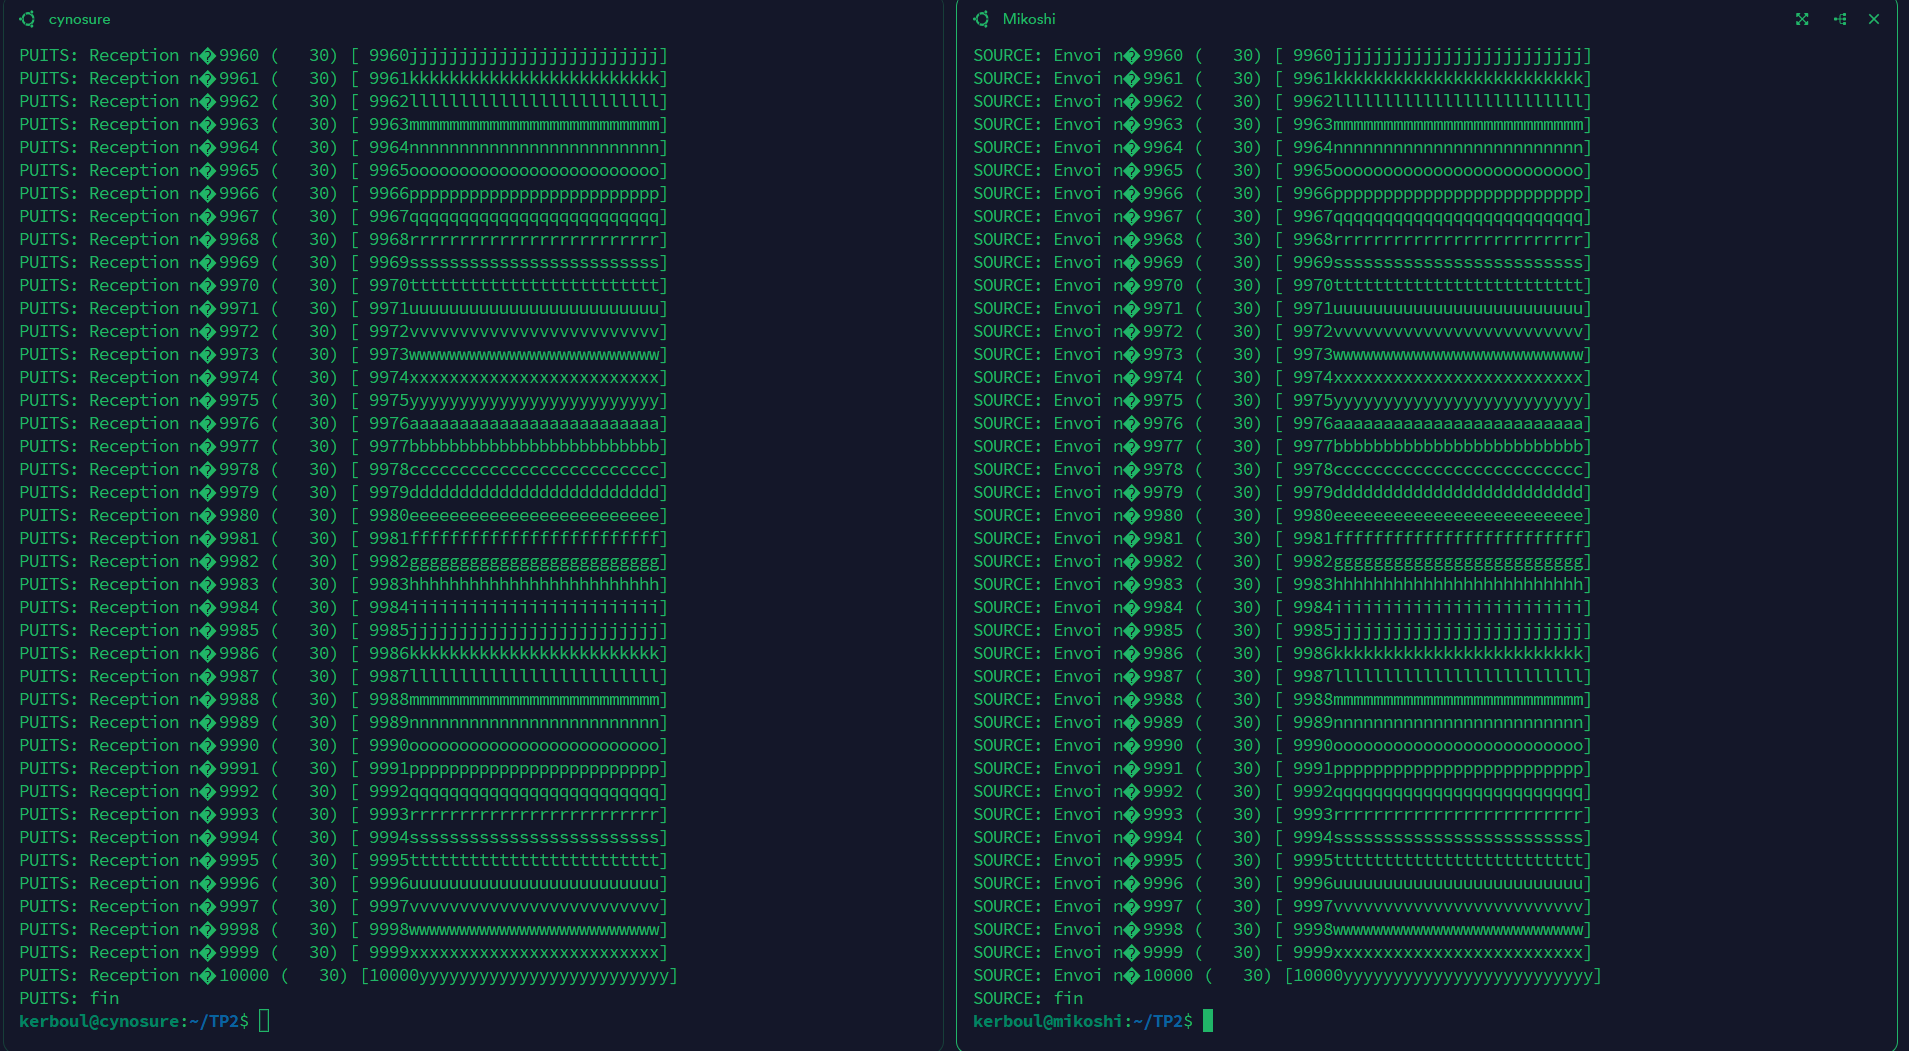 cynosure
PUITS: Reception n�9960 (   30) [ 9960jjjjjjjjjjjjjjjjjjjjjjjjj]
PUITS: Reception n�9961 (   30) [ 9961kkkkkkkkkkkkkkkkkkkkkkkkk]
PUITS: Reception n�9962 (   30) [ 9962lllllllllllllllllllllllll]
PUITS: Reception n�9963 (   30) [ 9963mmmmmmmmmmmmmmmmmmmmmmmmm]
PUITS: Reception n�9964 (   30) [ 9964nnnnnnnnnnnnnnnnnnnnnnnnn]
PUITS: Reception n�9965 (   30) [ 9965ooooooooooooooooooooooooo]
PUITS: Reception n�9966 (   30) [ 9966ppppppppppppppppppppppppp]
PUITS: Reception n�9967 (   30) [ 9967qqqqqqqqqqqqqqqqqqqqqqqqq]
PUITS: Reception n�9968 (   30) [ 9968rrrrrrrrrrrrrrrrrrrrrrrrr]
PUITS: Reception n�9969 (   30) [ 9969sssssssssssssssssssssssss]
PUITS: Reception n�9970 (   30) [ 9970ttttttttttttttttttttttttt]
PUITS: Reception n�9971 (   30) [ 9971uuuuuuuuuuuuuuuuuuuuuuuuu]
PUITS: Reception n�9972 (   30) [ 9972vvvvvvvvvvvvvvvvvvvvvvvvv]
PUITS: Reception n�9973 (   30) [ 9973wwwwwwwwwwwwwwwwwwwwwwwww]
PUITS: Reception n�9974 (   30) [ 9974xxxxxxxxxxxxxxxxxxxxxxxxx]
PUITS: Reception n�9975 (   30) [ 9975yyyyyyyyyyyyyyyyyyyyyyyyy]
PUITS: Reception n�9976 (   30) [ 9976aaaaaaaaaaaaaaaaaaaaaaaaa]
PUITS: Reception n�9977 (   30) [ 9977bbbbbbbbbbbbbbbbbbbbbbbbb]
PUITS: Reception n�9978 (   30) [ 9978ccccccccccccccccccccccccc]
PUITS: Reception n�9979 (   30) [ 9979ddddddddddddddddddddddddd]
PUITS: Reception n�9980 (   30) [ 9980eeeeeeeeeeeeeeeeeeeeeeeee]
PUITS: Reception n�9981 (   30) [ 9981fffffffffffffffffffffffff]
PUITS: Reception n�9982 (   30) [ 9982ggggggggggggggggggggggggg]
PUITS: Reception n�9983 (   30) [ 9983hhhhhhhhhhhhhhhhhhhhhhhhh]
PUITS: Reception n�9984 (   30) [ 9984iiiiiiiiiiiiiiiiiiiiiiiii]
PUITS: Reception n�9985 (   30) [ 9985jjjjjjjjjjjjjjjjjjjjjjjjj]
PUITS: Reception n�9986 (   30) [ 9986kkkkkkkkkkkkkkkkkkkkkkkkk]
PUITS: Reception n�9987 (   30) [ 9987lllllllllllllllllllllllll]
PUITS: Reception n�9988 (   30) [ 9988mmmmmmmmmmmmmmmmmmmmmmmmm]
PUITS: Reception n�9989 (   30) [ 9989nnnnnnnnnnnnnnnnnnnnnnnnn]
PUITS: Reception n�9990 (   30) [ 9990ooooooooooooooooooooooooo]
PUITS: Reception n�9991 (   30) [ 9991ppppppppppppppppppppppppp]
PUITS: Reception n�9992 (   30) [ 9992qqqqqqqqqqqqqqqqqqqqqqqqq]
PUITS: Reception n�9993 (   30) [ 9993rrrrrrrrrrrrrrrrrrrrrrrrr]
PUITS: Reception n�9994 (   30) [ 9994sssssssssssssssssssssssss]
PUITS: Reception n�9995 (   30) [ 9995ttttttttttttttttttttttttt]
PUITS: Reception n�9996 (   30) [ 9996uuuuuuuuuuuuuuuuuuuuuuuuu]
PUITS: Reception n�9997 (   30) [ 9997vvvvvvvvvvvvvvvvvvvvvvvvv]
PUITS: Reception n�9998 (   30) [ 9998wwwwwwwwwwwwwwwwwwwwwwwww]
PUITS: Reception n�9999 (   30) [ 9999xxxxxxxxxxxxxxxxxxxxxxxxx]
PUITS: Reception n�10000 (   30) [10000yyyyyyyyyyyyyyyyyyyyyyyyy]
PUITS: fin
kerboul@cynosure:~/TP2$
Mikoshi
SOURCE: Envoi n�9960 (   30) [ 9960jjjjjjjjjjjjjjjjjjjjjjjjj]
SOURCE: Envoi n�9961 (   30) [ 9961kkkkkkkkkkkkkkkkkkkkkkkkk]
SOURCE: Envoi n�9962 (   30) [ 9962lllllllllllllllllllllllll]
SOURCE: Envoi n�9963 (   30) [ 9963mmmmmmmmmmmmmmmmmmmmmmmmm]
SOURCE: Envoi n�9964 (   30) [ 9964nnnnnnnnnnnnnnnnnnnnnnnnn]
SOURCE: Envoi n�9965 (   30) [ 9965ooooooooooooooooooooooooo]
SOURCE: Envoi n�9966 (   30) [ 9966ppppppppppppppppppppppppp]
SOURCE: Envoi n�9967 (   30) [ 9967qqqqqqqqqqqqqqqqqqqqqqqqq]
SOURCE: Envoi n�9968 (   30) [ 9968rrrrrrrrrrrrrrrrrrrrrrrrr]
SOURCE: Envoi n�9969 (   30) [ 9969sssssssssssssssssssssssss]
SOURCE: Envoi n�9970 (   30) [ 9970ttttttttttttttttttttttttt]
SOURCE: Envoi n�9971 (   30) [ 9971uuuuuuuuuuuuuuuuuuuuuuuuu]
SOURCE: Envoi n�9972 (   30) [ 9972vvvvvvvvvvvvvvvvvvvvvvvvv]
SOURCE: Envoi n�9973 (   30) [ 9973wwwwwwwwwwwwwwwwwwwwwwwww]
SOURCE: Envoi n�9974 (   30) [ 9974xxxxxxxxxxxxxxxxxxxxxxxxx]
SOURCE: Envoi n�9975 (   30) [ 9975yyyyyyyyyyyyyyyyyyyyyyyyy]
SOURCE: Envoi n�9976 (   30) [ 9976aaaaaaaaaaaaaaaaaaaaaaaaa]
SOURCE: Envoi n�9977 (   30) [ 9977bbbbbbbbbbbbbbbbbbbbbbbbb]
SOURCE: Envoi n�9978 (   30) [ 9978ccccccccccccccccccccccccc]
SOURCE: Envoi n�9979 (   30) [ 9979ddddddddddddddddddddddddd]
SOURCE: Envoi n�9980 (   30) [ 9980eeeeeeeeeeeeeeeeeeeeeeeee]
SOURCE: Envoi n�9981 (   30) [ 9981fffffffffffffffffffffffff]
SOURCE: Envoi n�9982 (   30) [ 9982ggggggggggggggggggggggggg]
SOURCE: Envoi n�9983 (   30) [ 9983hhhhhhhhhhhhhhhhhhhhhhhhh]
SOURCE: Envoi n�9984 (   30) [ 9984iiiiiiiiiiiiiiiiiiiiiiiii]
SOURCE: Envoi n�9985 (   30) [ 9985jjjjjjjjjjjjjjjjjjjjjjjjj]
SOURCE: Envoi n�9986 (   30) [ 9986kkkkkkkkkkkkkkkkkkkkkkkkk]
SOURCE: Envoi n�9987 (   30) [ 9987lllllllllllllllllllllllll]
SOURCE: Envoi n�9988 (   30) [ 9988mmmmmmmmmmmmmmmmmmmmmmmmm]
SOURCE: Envoi n�9989 (   30) [ 9989nnnnnnnnnnnnnnnnnnnnnnnnn]
SOURCE: Envoi n�9990 (   30) [ 9990ooooooooooooooooooooooooo]
SOURCE: Envoi n�9991 (   30) [ 9991ppppppppppppppppppppppppp]
SOURCE: Envoi n�9992 (   30) [ 9992qqqqqqqqqqqqqqqqqqqqqqqqq]
SOURCE: Envoi n�9993 (   30) [ 9993rrrrrrrrrrrrrrrrrrrrrrrrr]
SOURCE: Envoi n�9994 (   30) [ 9994sssssssssssssssssssssssss]
SOURCE: Envoi n�9995 (   30) [ 9995ttttttttttttttttttttttttt]
SOURCE: Envoi n�9996 (   30) [ 9996uuuuuuuuuuuuuuuuuuuuuuuuu]
SOURCE: Envoi n�9997 (   30) [ 9997vvvvvvvvvvvvvvvvvvvvvvvvv]
SOURCE: Envoi n�9998 (   30) [ 9998wwwwwwwwwwwwwwwwwwwwwwwww]
SOURCE: Envoi n�9999 (   30) [ 9999xxxxxxxxxxxxxxxxxxxxxxxxx]
SOURCE: Envoi n�10000 (   30) [10000yyyyyyyyyyyyyyyyyyyyyyyyy]
SOURCE: fin
kerboul@mikoshi:~/TP2$